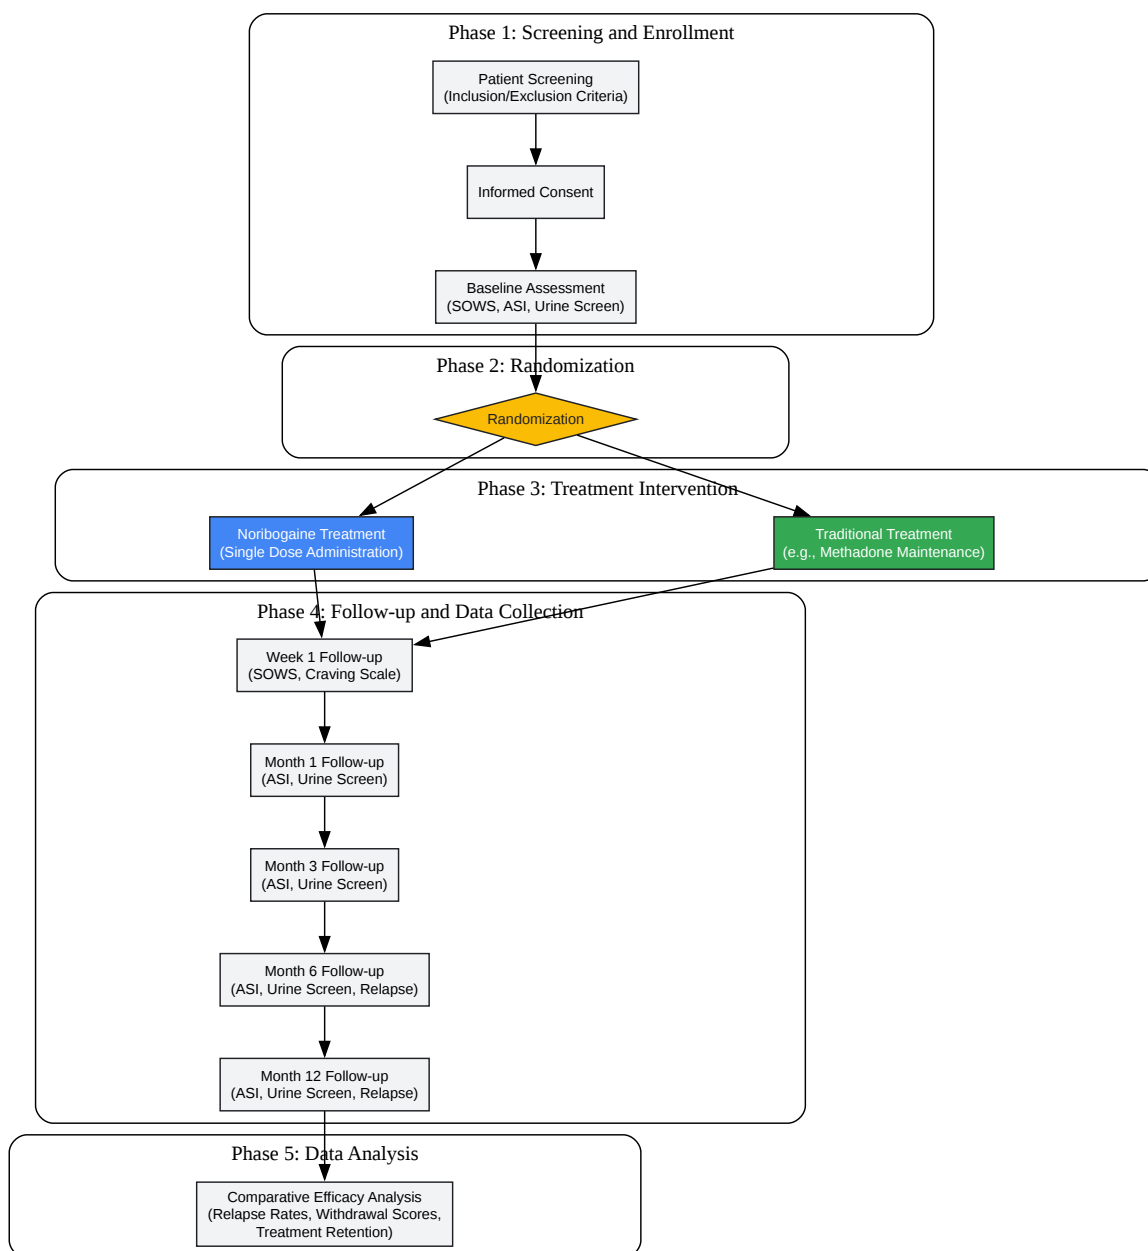 Phase 1: Screening and Enrollment
Patient Screening
(Inclusion/Exclusion Criteria)
Informed Consent
Baseline Assessment
(SOWS, ASI, Urine Screen)
Phase 2: Randomization
Randomization
Phase 3: Treatment Intervention
Noribogaine Treatment
(Single Dose Administration)
Traditional Treatment
(e.g., Methadone Maintenance)
Phase 4: Follow-up and Data Collection
Week 1 Follow-up
(SOWS, Craving Scale)
Month 1 Follow-up
(ASI, Urine Screen)
Month 3 Follow-up
(ASI, Urine Screen)
Month 6 Follow-up
(ASI, Urine Screen, Relapse)
Month 12 Follow-up
(ASI, Urine Screen, Relapse)
Phase 5: Data Analysis
Comparative Efficacy Analysis
(Relapse Rates, Withdrawal Scores,
Treatment Retention)